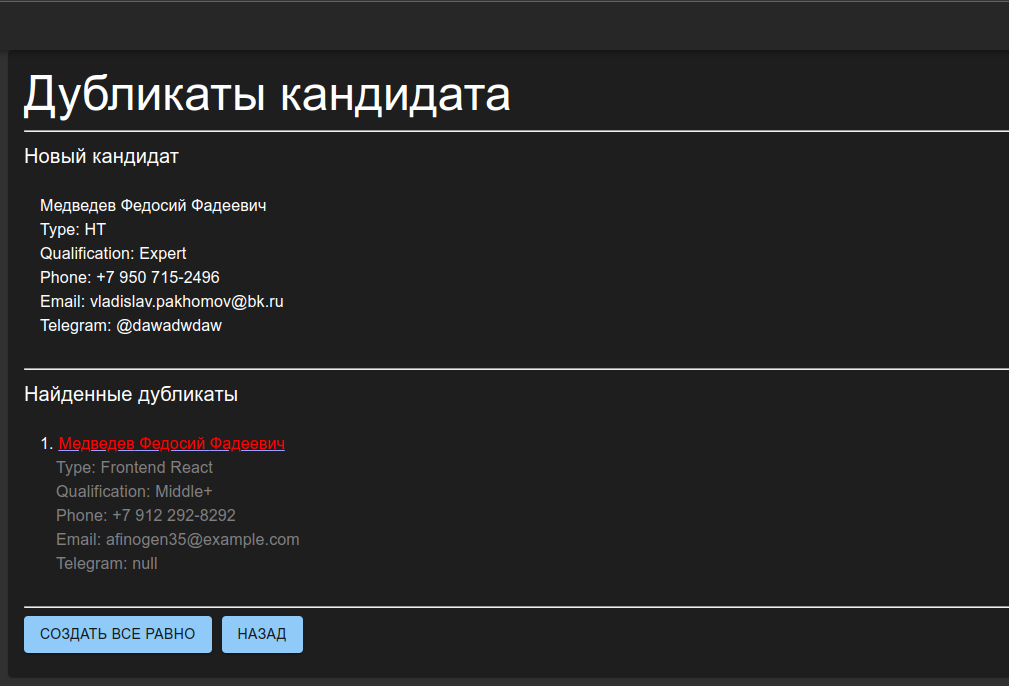 Дубликаты кандидата
Новый кандидат
Медведев Федосий Фадеевич
Type: HT
Qualification: Expert
Phone: +7 950 715-2496
Email: vladislav.pakhomov@bk.ru
Telegram: @dawadwdaw
Найденные дубликаты
1. Медведев Федосий Фадеевич
Type: Frontend React
Qualification: Middle+
Phone: +7 912 292-8292
Email: afinogen35@example.com
Telegram: null
СОЗДАТЬ ВСЕ РАВНО НАЗАД